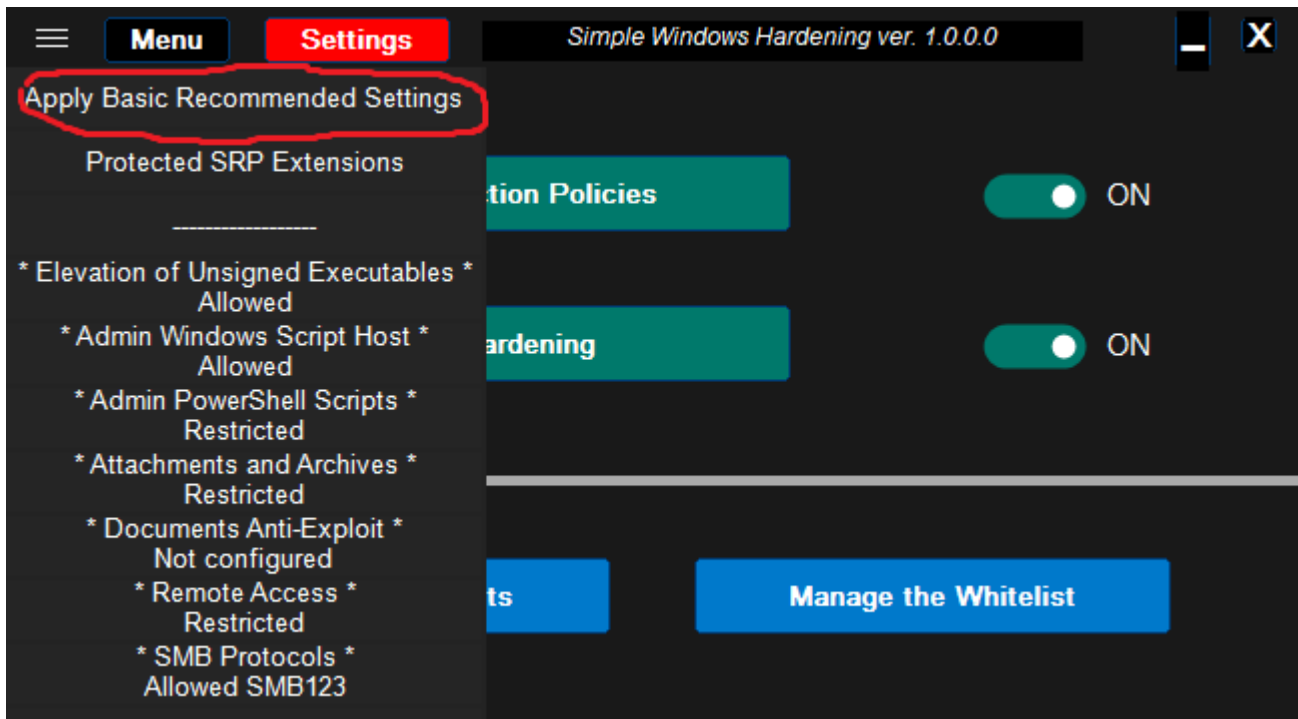 Menu
Settings
Simple Windows Hardening ver. 1.0.0.0
X
Apply Basic Recommended Settings
Protected SRP Extensions
------------------
* Elevation of Unsigned Executables *
Allowed
* Admin Windows Script Host *
Allowed
* Admin PowerShell Scripts *
Restricted
* Attachments and Archives *
Restricted
* Documents Anti-Exploit *
Not configured
* Remote Access *
Restricted
* SMB Protocols *
Allowed SMB123
tion Policies
ON
ardening
ON
ts
Manage the Whitelist